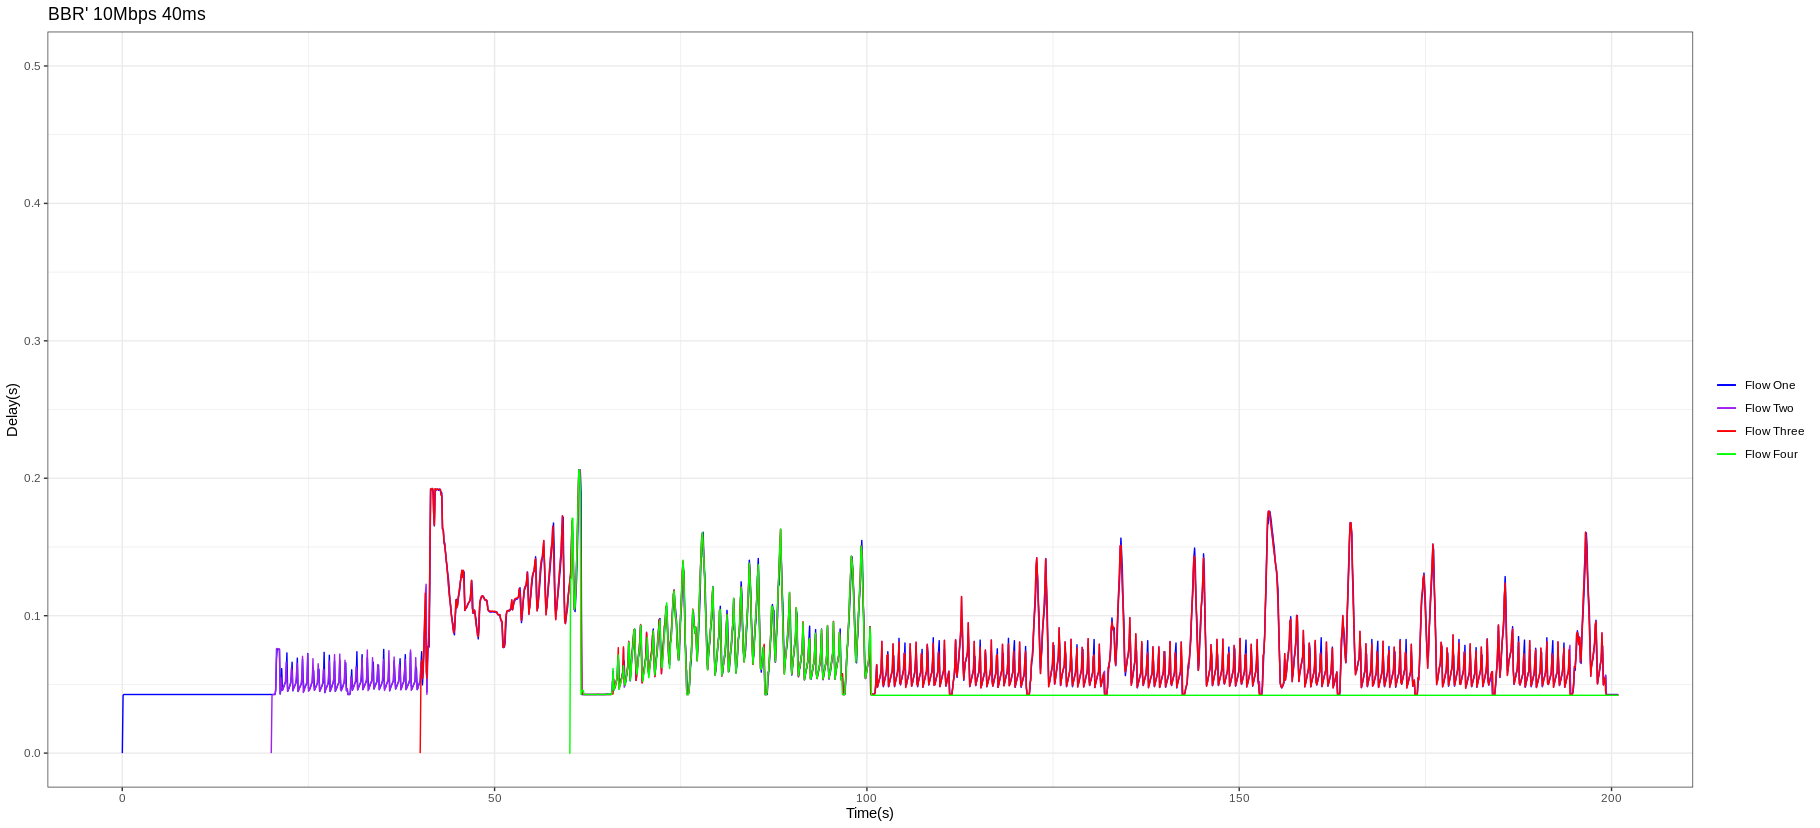 BBR' 10Mbps 40ms
0.5
0.4
0.3
0.2
0.1
0.0
Delay(s)
0 50 100 150 200
Time(s)
Flow One
Flow Two
Flow Three
Flow Four